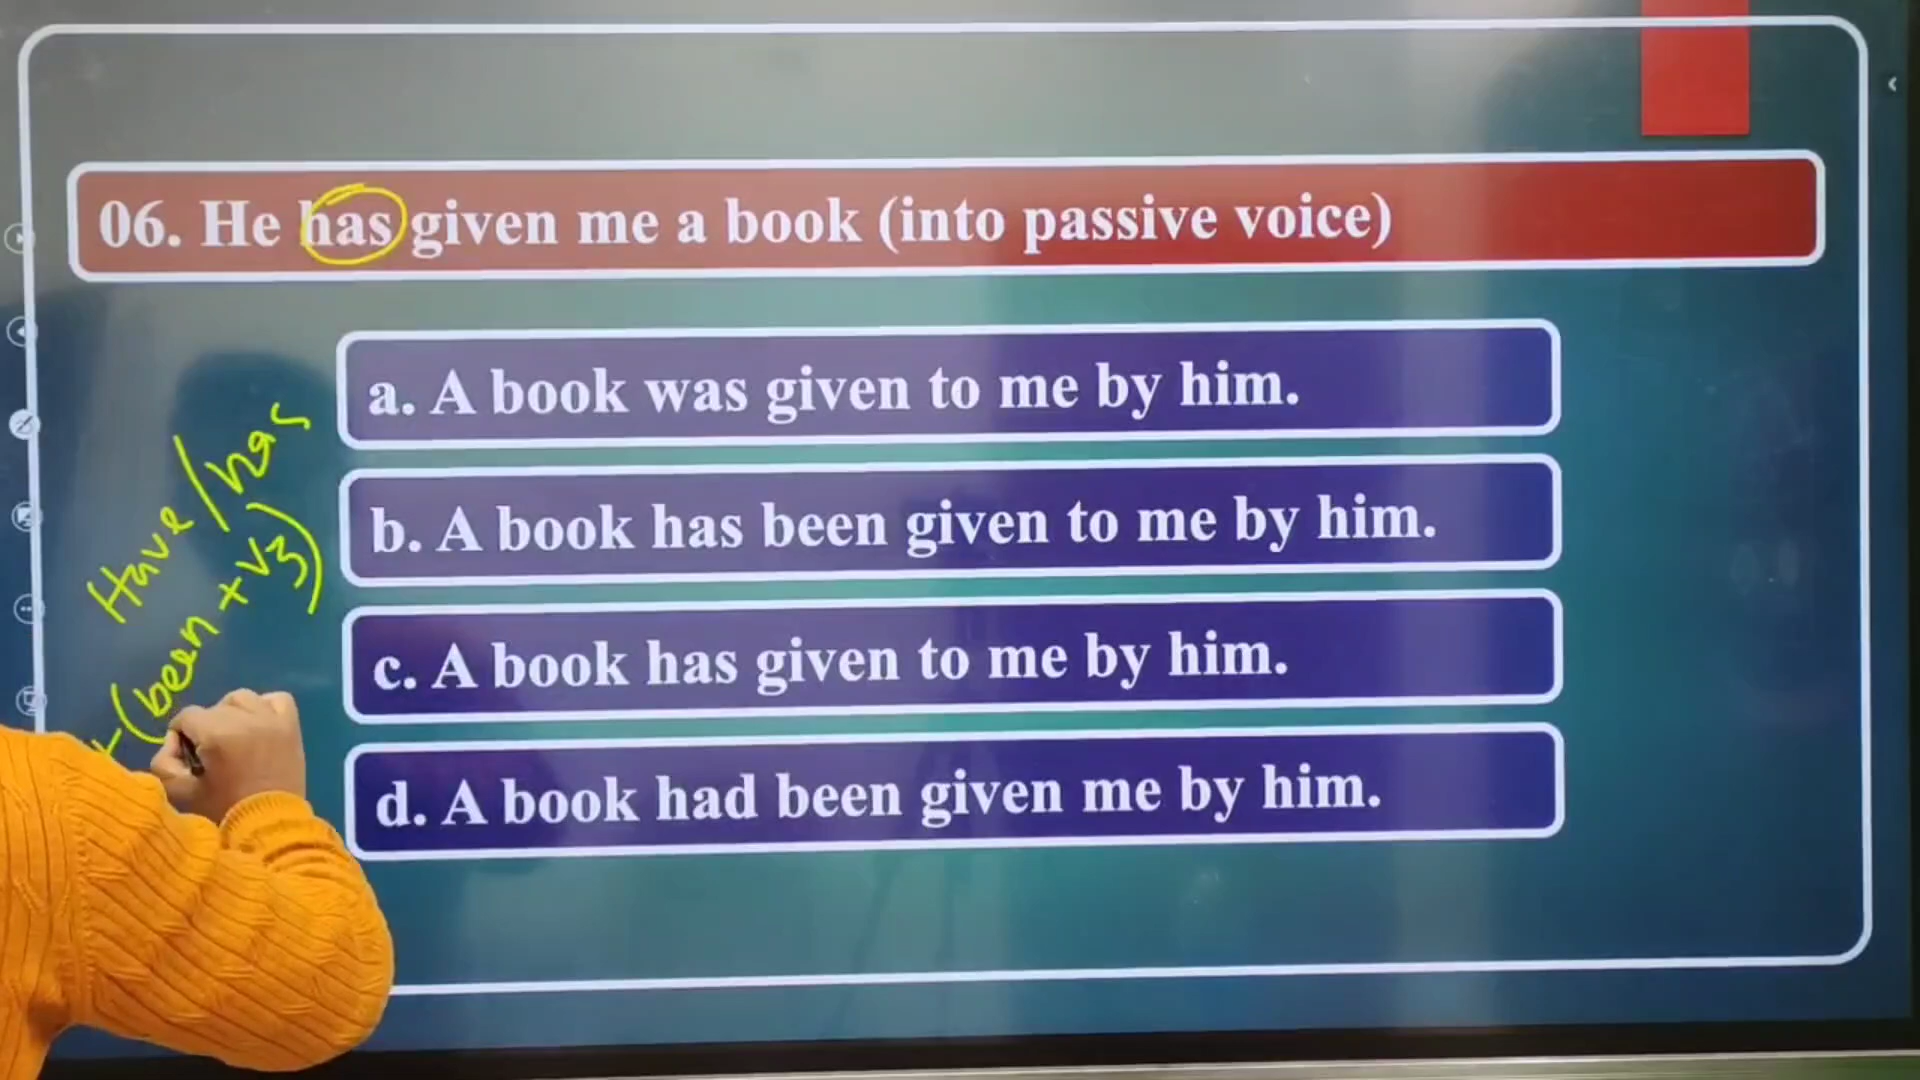 06. He has given me a book (into passive voice)
a. A book was given to me by him.
b. A book has been given to me by him.
c. A book has given to me by him.
d. A book had been given me by him.
Have/has
+(been + V3)